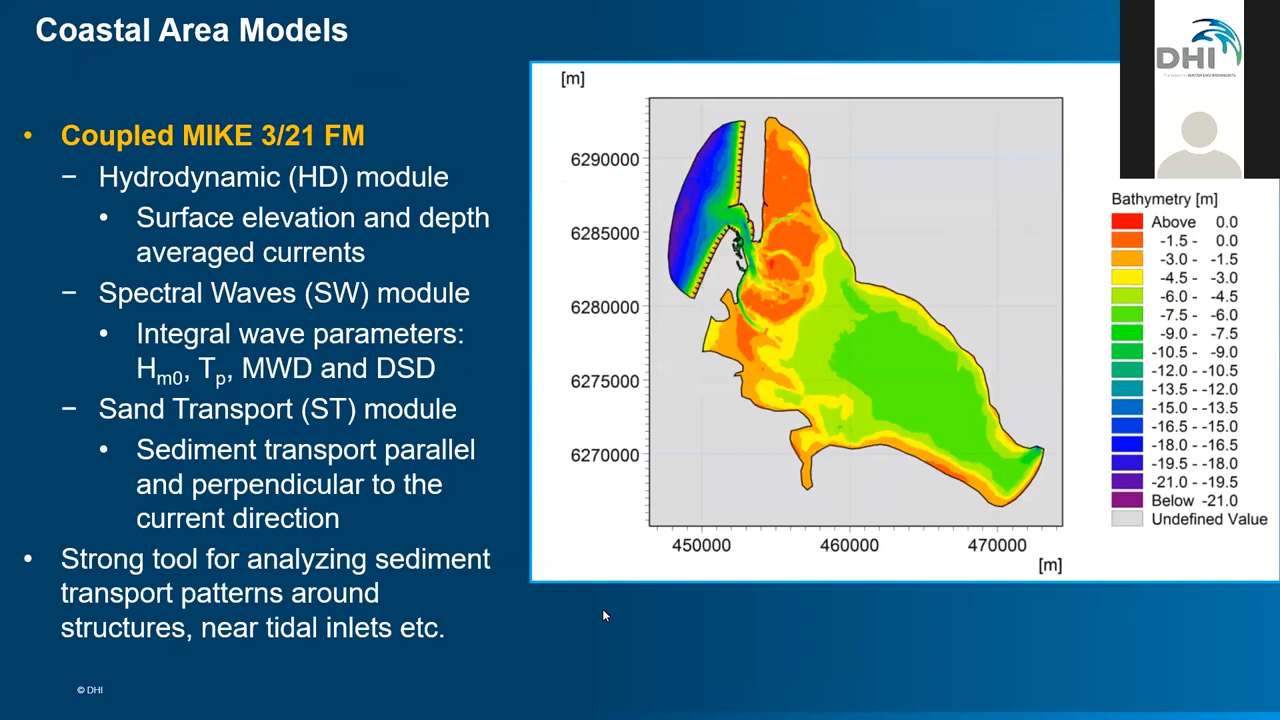 Coastal Area Models
• Coupled MIKE 3/21 FM
− Hydrodynamic (HD) module
• Surface elevation and depth
averaged currents
− Spectral Waves (SW) module
• Integral wave parameters:
Hm0, Tp, MWD and DSD
− Sand Transport (ST) module
• Sediment transport parallel
and perpendicular to the
current direction
• Strong tool for analyzing sediment
transport patterns around
structures, near tidal inlets etc.
© DHI
[m]
6290000
6285000
6280000
6275000
6270000
450000 460000 470000
[m]
DHI
Bathymetry [m]
Above 0.0
-1.5 - 0.0
-3.0 - -1.5
-4.5 - -3.0
-6.0 - -4.5
-7.5 - -6.0
-9.0 - -7.5
-10.5 - -9.0
-12.0 - -10.5
-13.5 - -12.0
-15.0 - -13.5
-16.5 - -15.0
-18.0 - -16.5
-19.5 - -18.0
-21.0 - -19.5
Below -21.0
Undefined Value